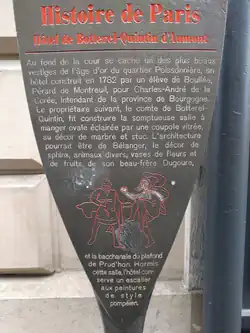 Histoire de Paris
Hôtel de Botterel-Quintin d'Aumont
Au fond de la cour se cache un des plus beaux
vestiges de l'âge d'or du quartier Poissonnière, un
hôtel construit en 1782 par un élève de Boullée,
Pérard de Montreuil, pour Charles-André de la
Corée, intendant de la province de Bourgogne.
Le propriétaire suivant, le comte de Botterel-
Quintin, fit construire la somptueuse salle à
manger ovale éclairée par une coupole vitrée,
au décor de marbre et stuc. L'architecture
pourrait être de Bélanger, le décor de
sphinx, animaux divers, vases de fleurs et
de fruits de son beau-frère Dugourc,
et la bacchanale du plafond
de Prud'hon. Hormis
cette salle, l'hôtel con-
serve un escalier
aux peintures
de style
pompéien.